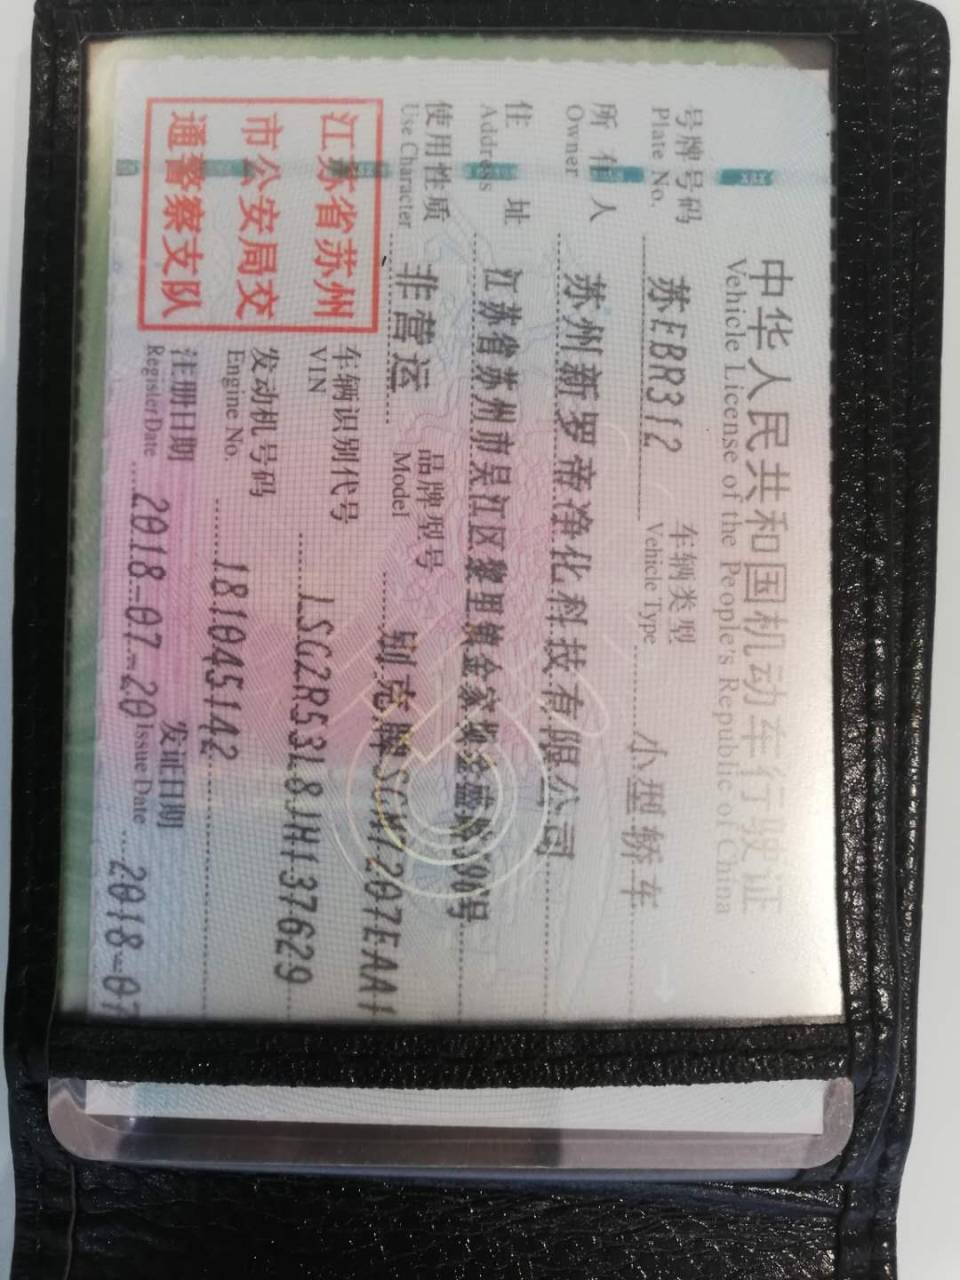 中华人民共和国机动车行驶证
Vehicle License of the People's Republic of China
号牌号码 苏EBR312 车辆类型 小型轿车
Plate No. Vehicle Type
所有人 苏州新罗帝净化科技有限公司
Owner
住址 江苏省苏州市吴江区黎里镇金家坝金盛路
Address
使用性质 非营运 品牌型号 别克牌SGM7207EAA1
Use Character Model
江苏省苏州
市公安局交
通警察支队
车辆识别代号 LSG2R53L8JH137629
VIN
发动机号码 181045142
Engine No.
注册日期 2018-07-20 发证日期 2018-07
Register Date Issue Date